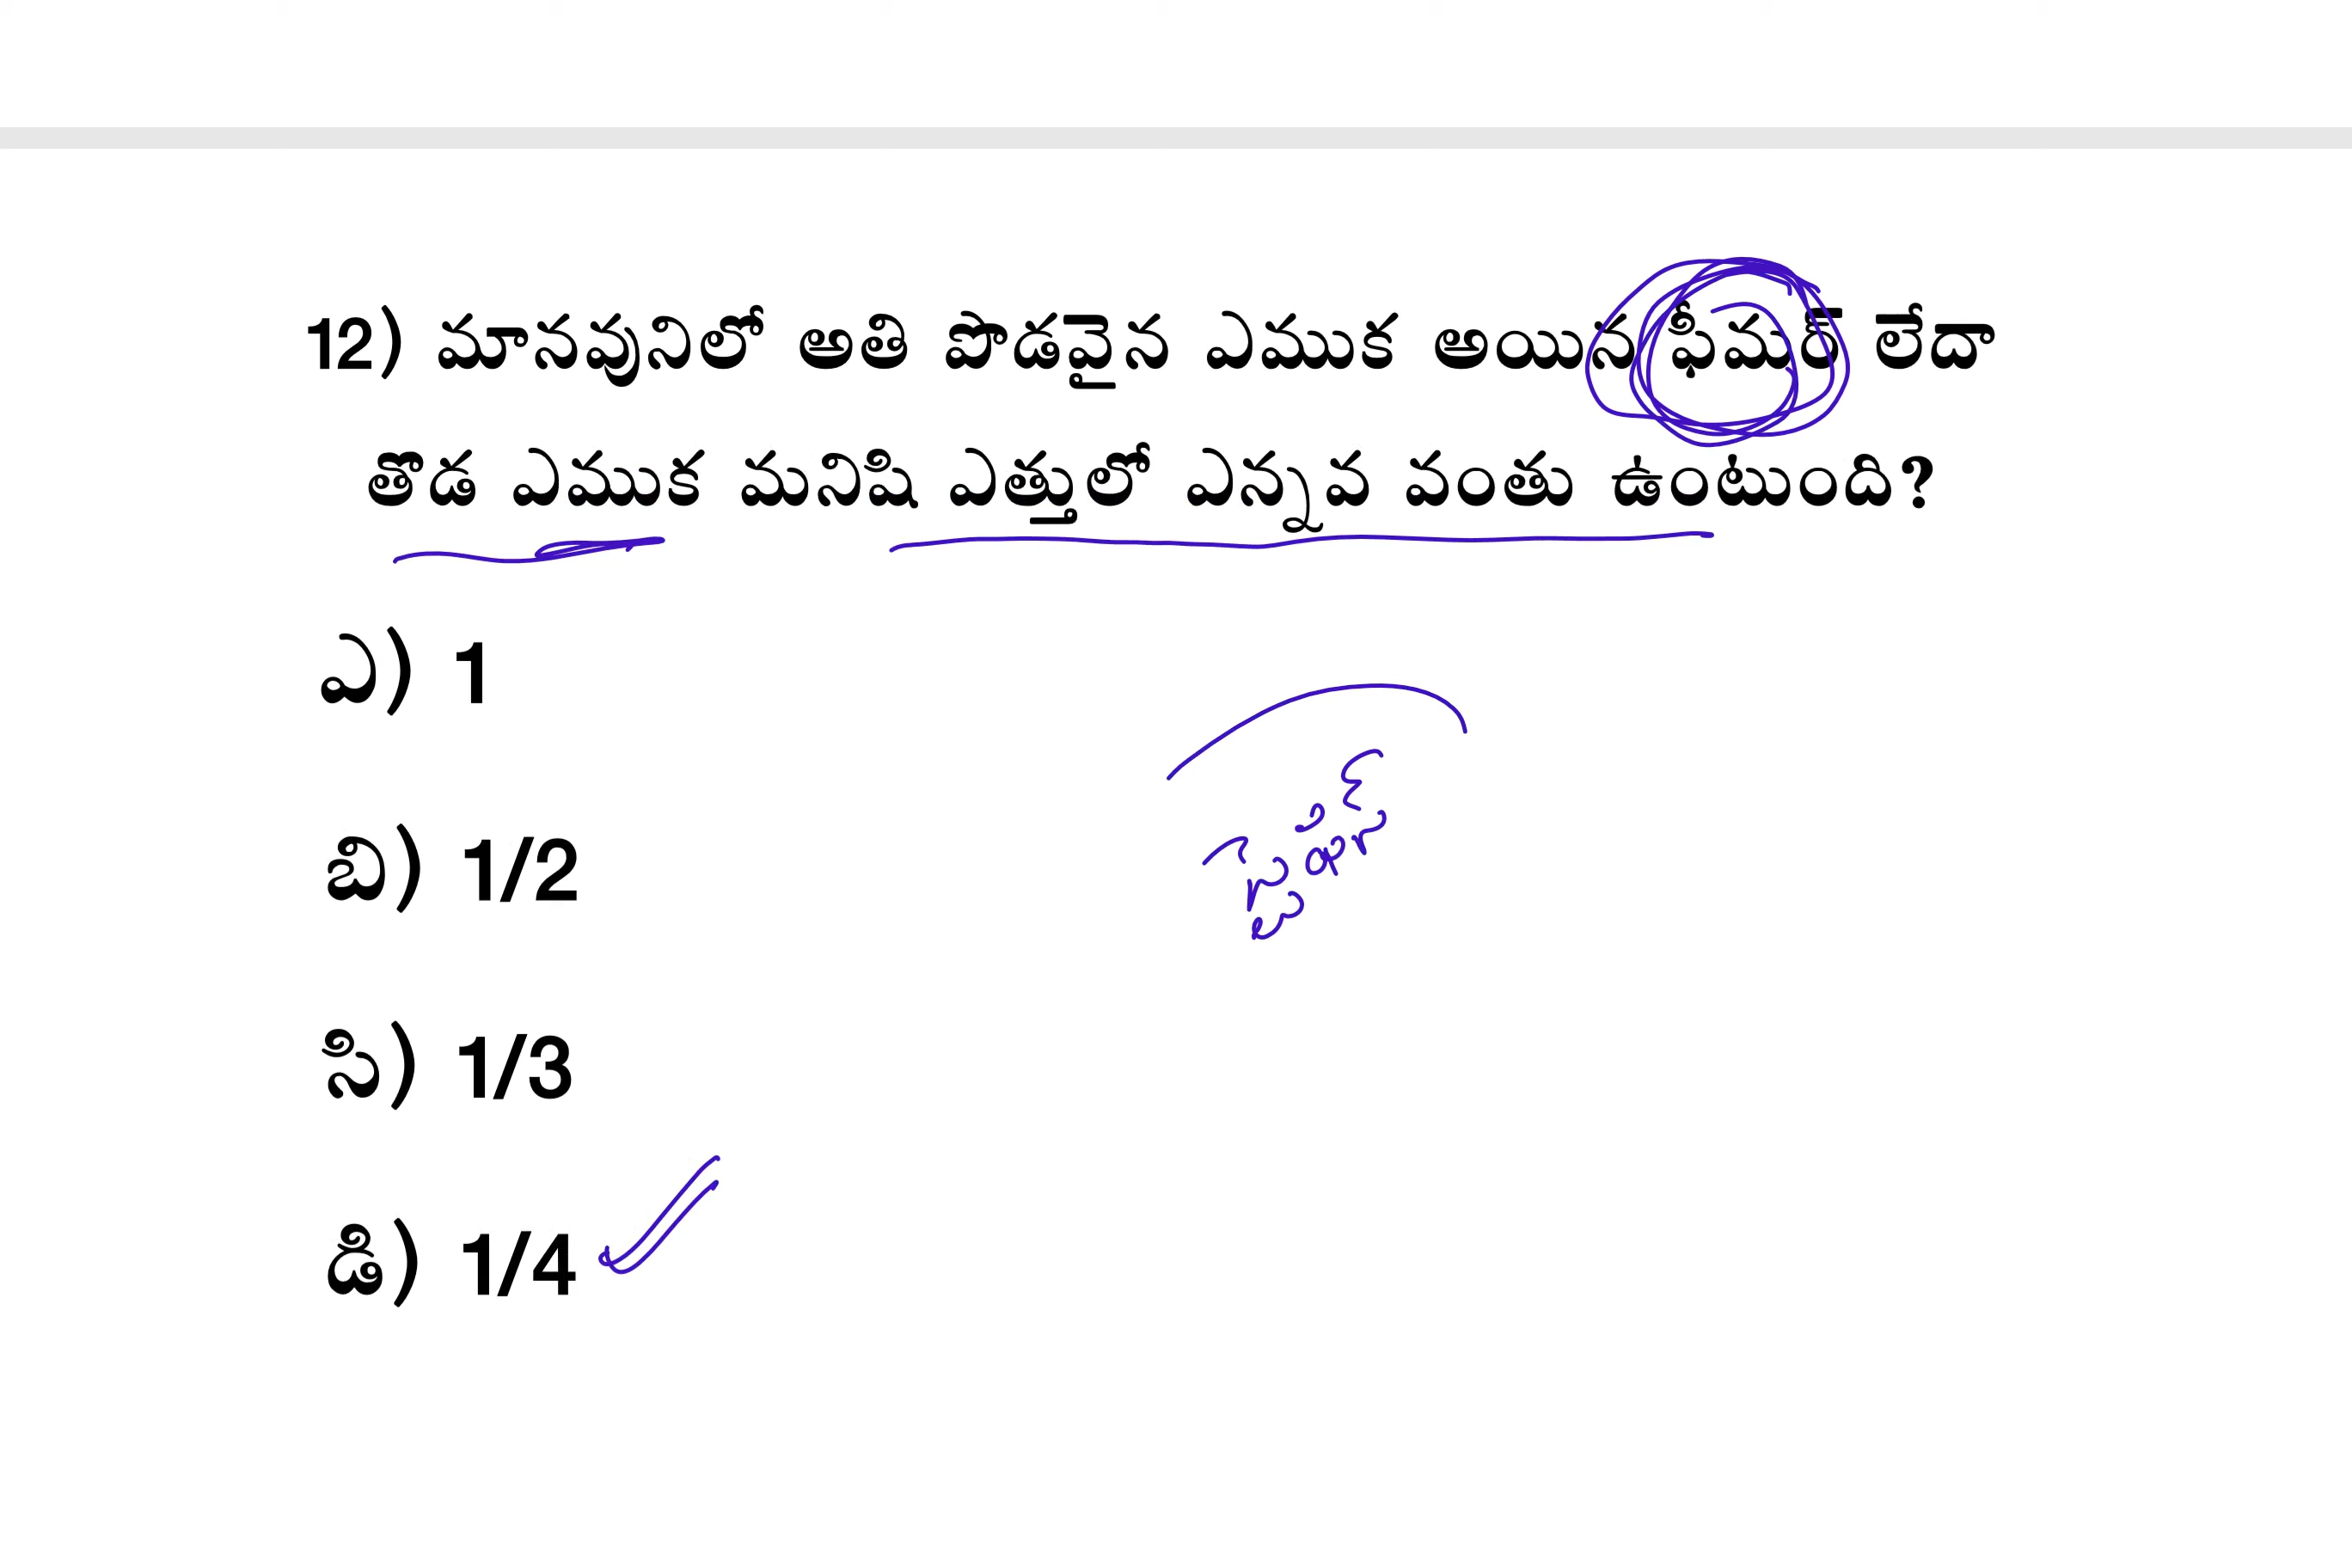 12) మానవునిలో అతి పొడవైన ఎముక అయిన ఫీమర్ లేదా
తొడ ఎముక మనిషి ఎత్తులో ఎన్నవ వంతు ఉంటుంది?
ఎ) 1
బి) 1/2
సి) 1/3
డి) 1/4